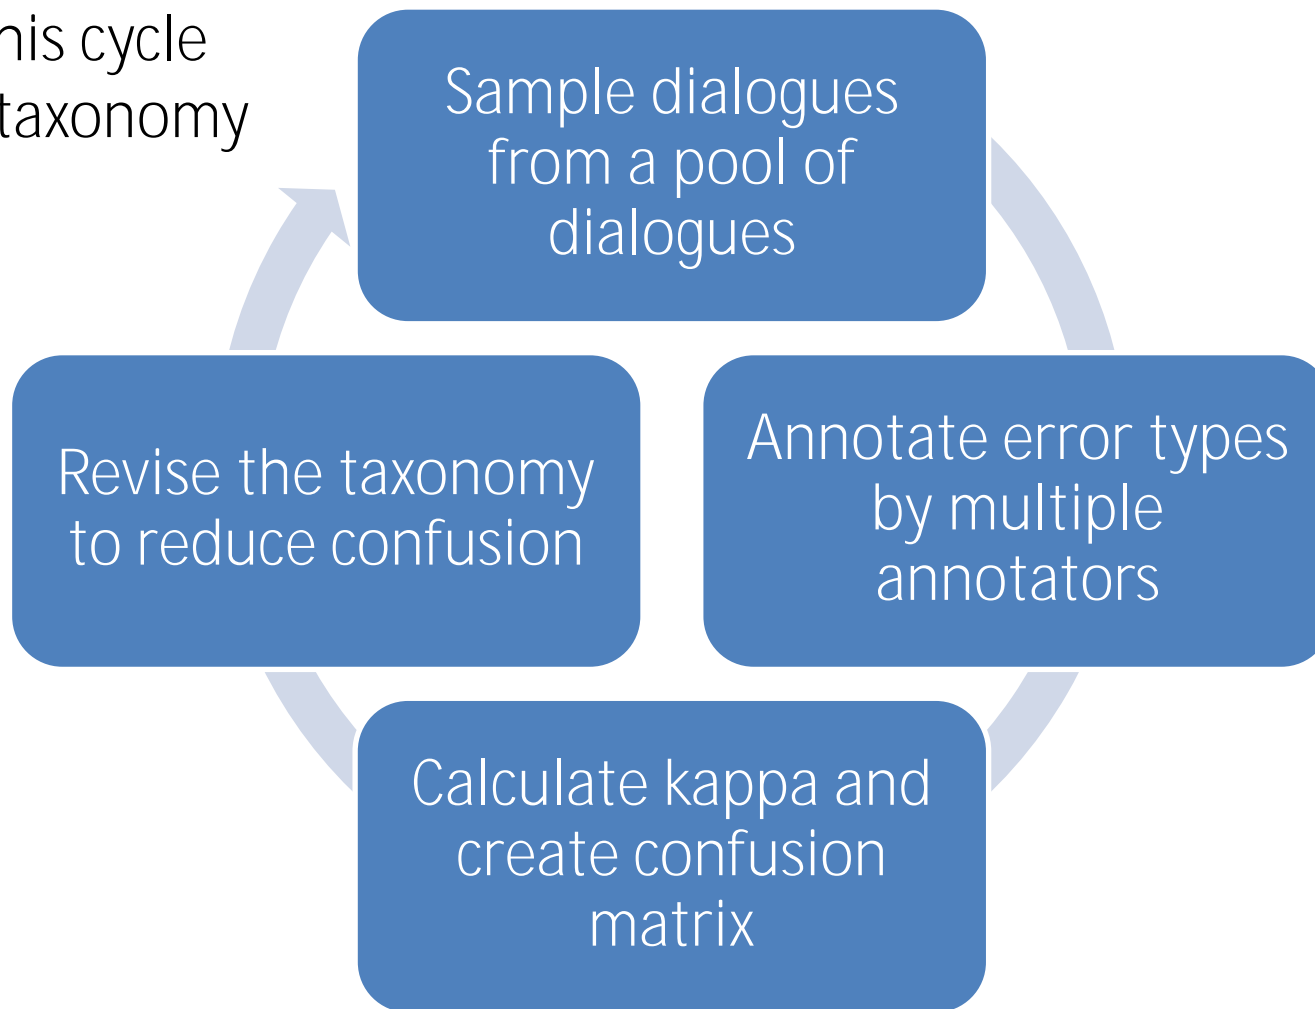 cycle
taxonomy
Sample dialogues
from a pool of
dialogues
Annotate error types
by multiple
annotators
Calculate kappa and
create confusion
matrix
Revise the taxonomy
to reduce confusion